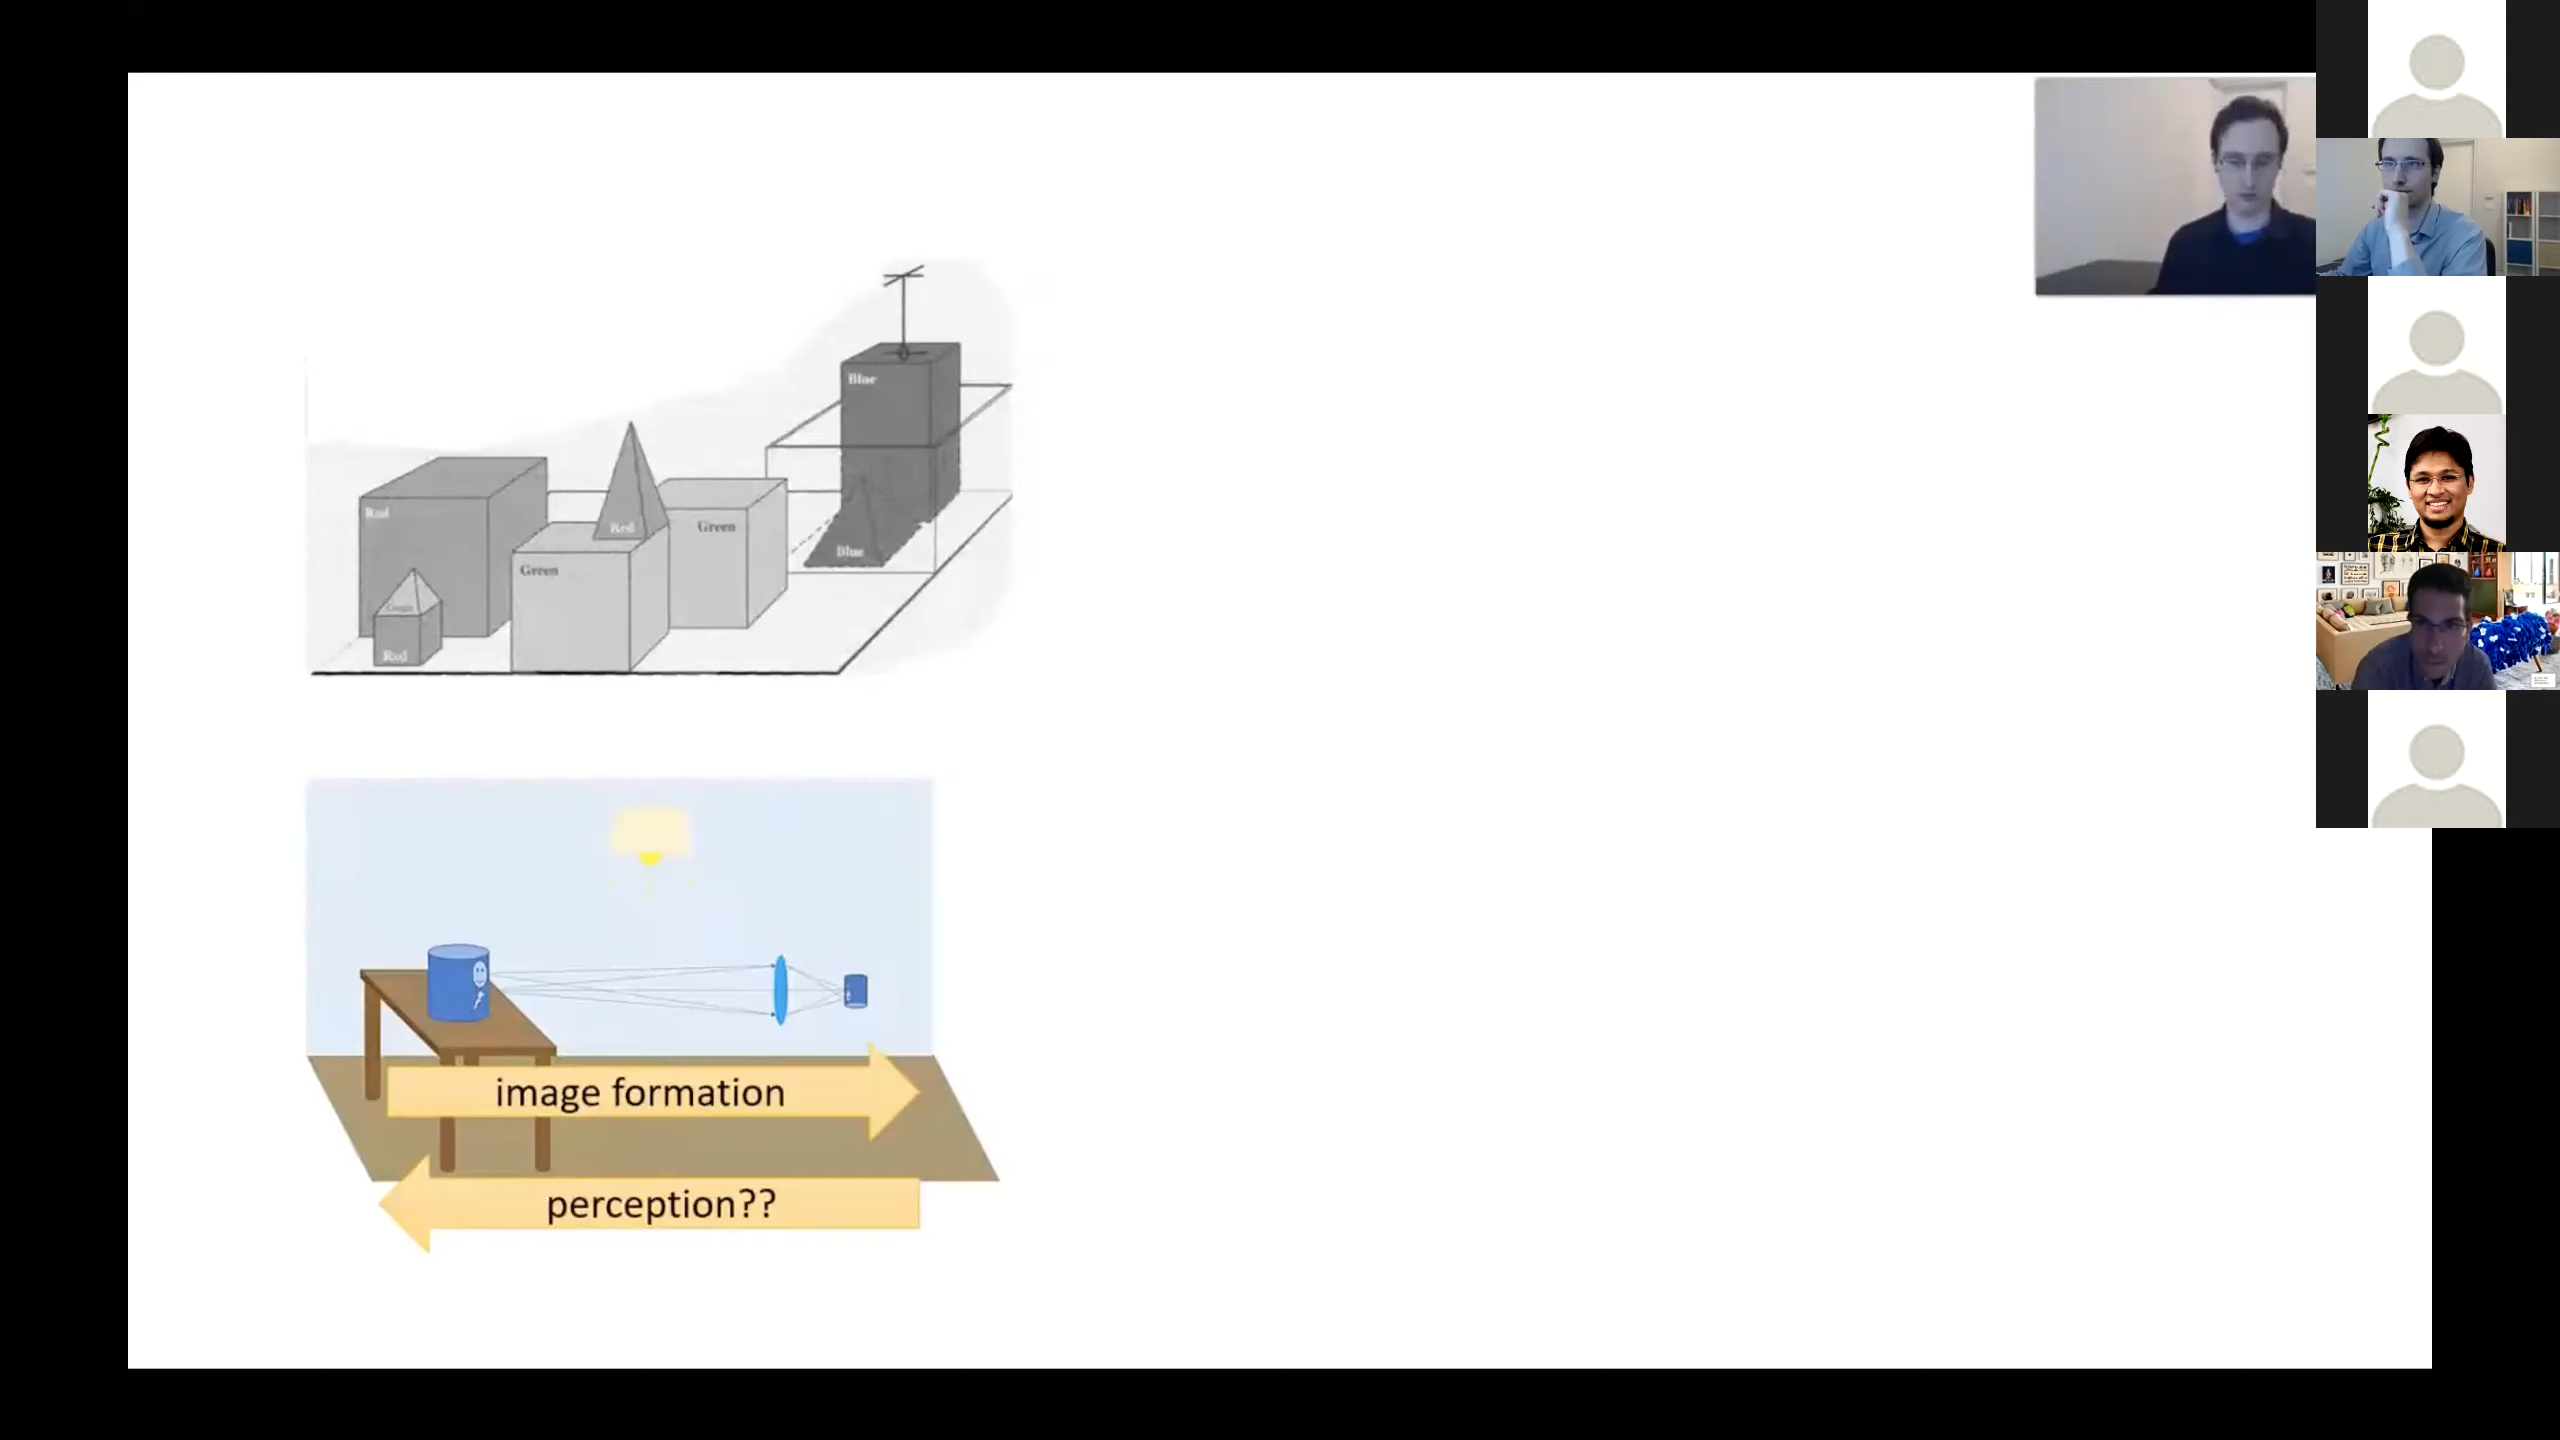 Blue
Red
Red
Green
Green
Blue
Red
image formation
perception??